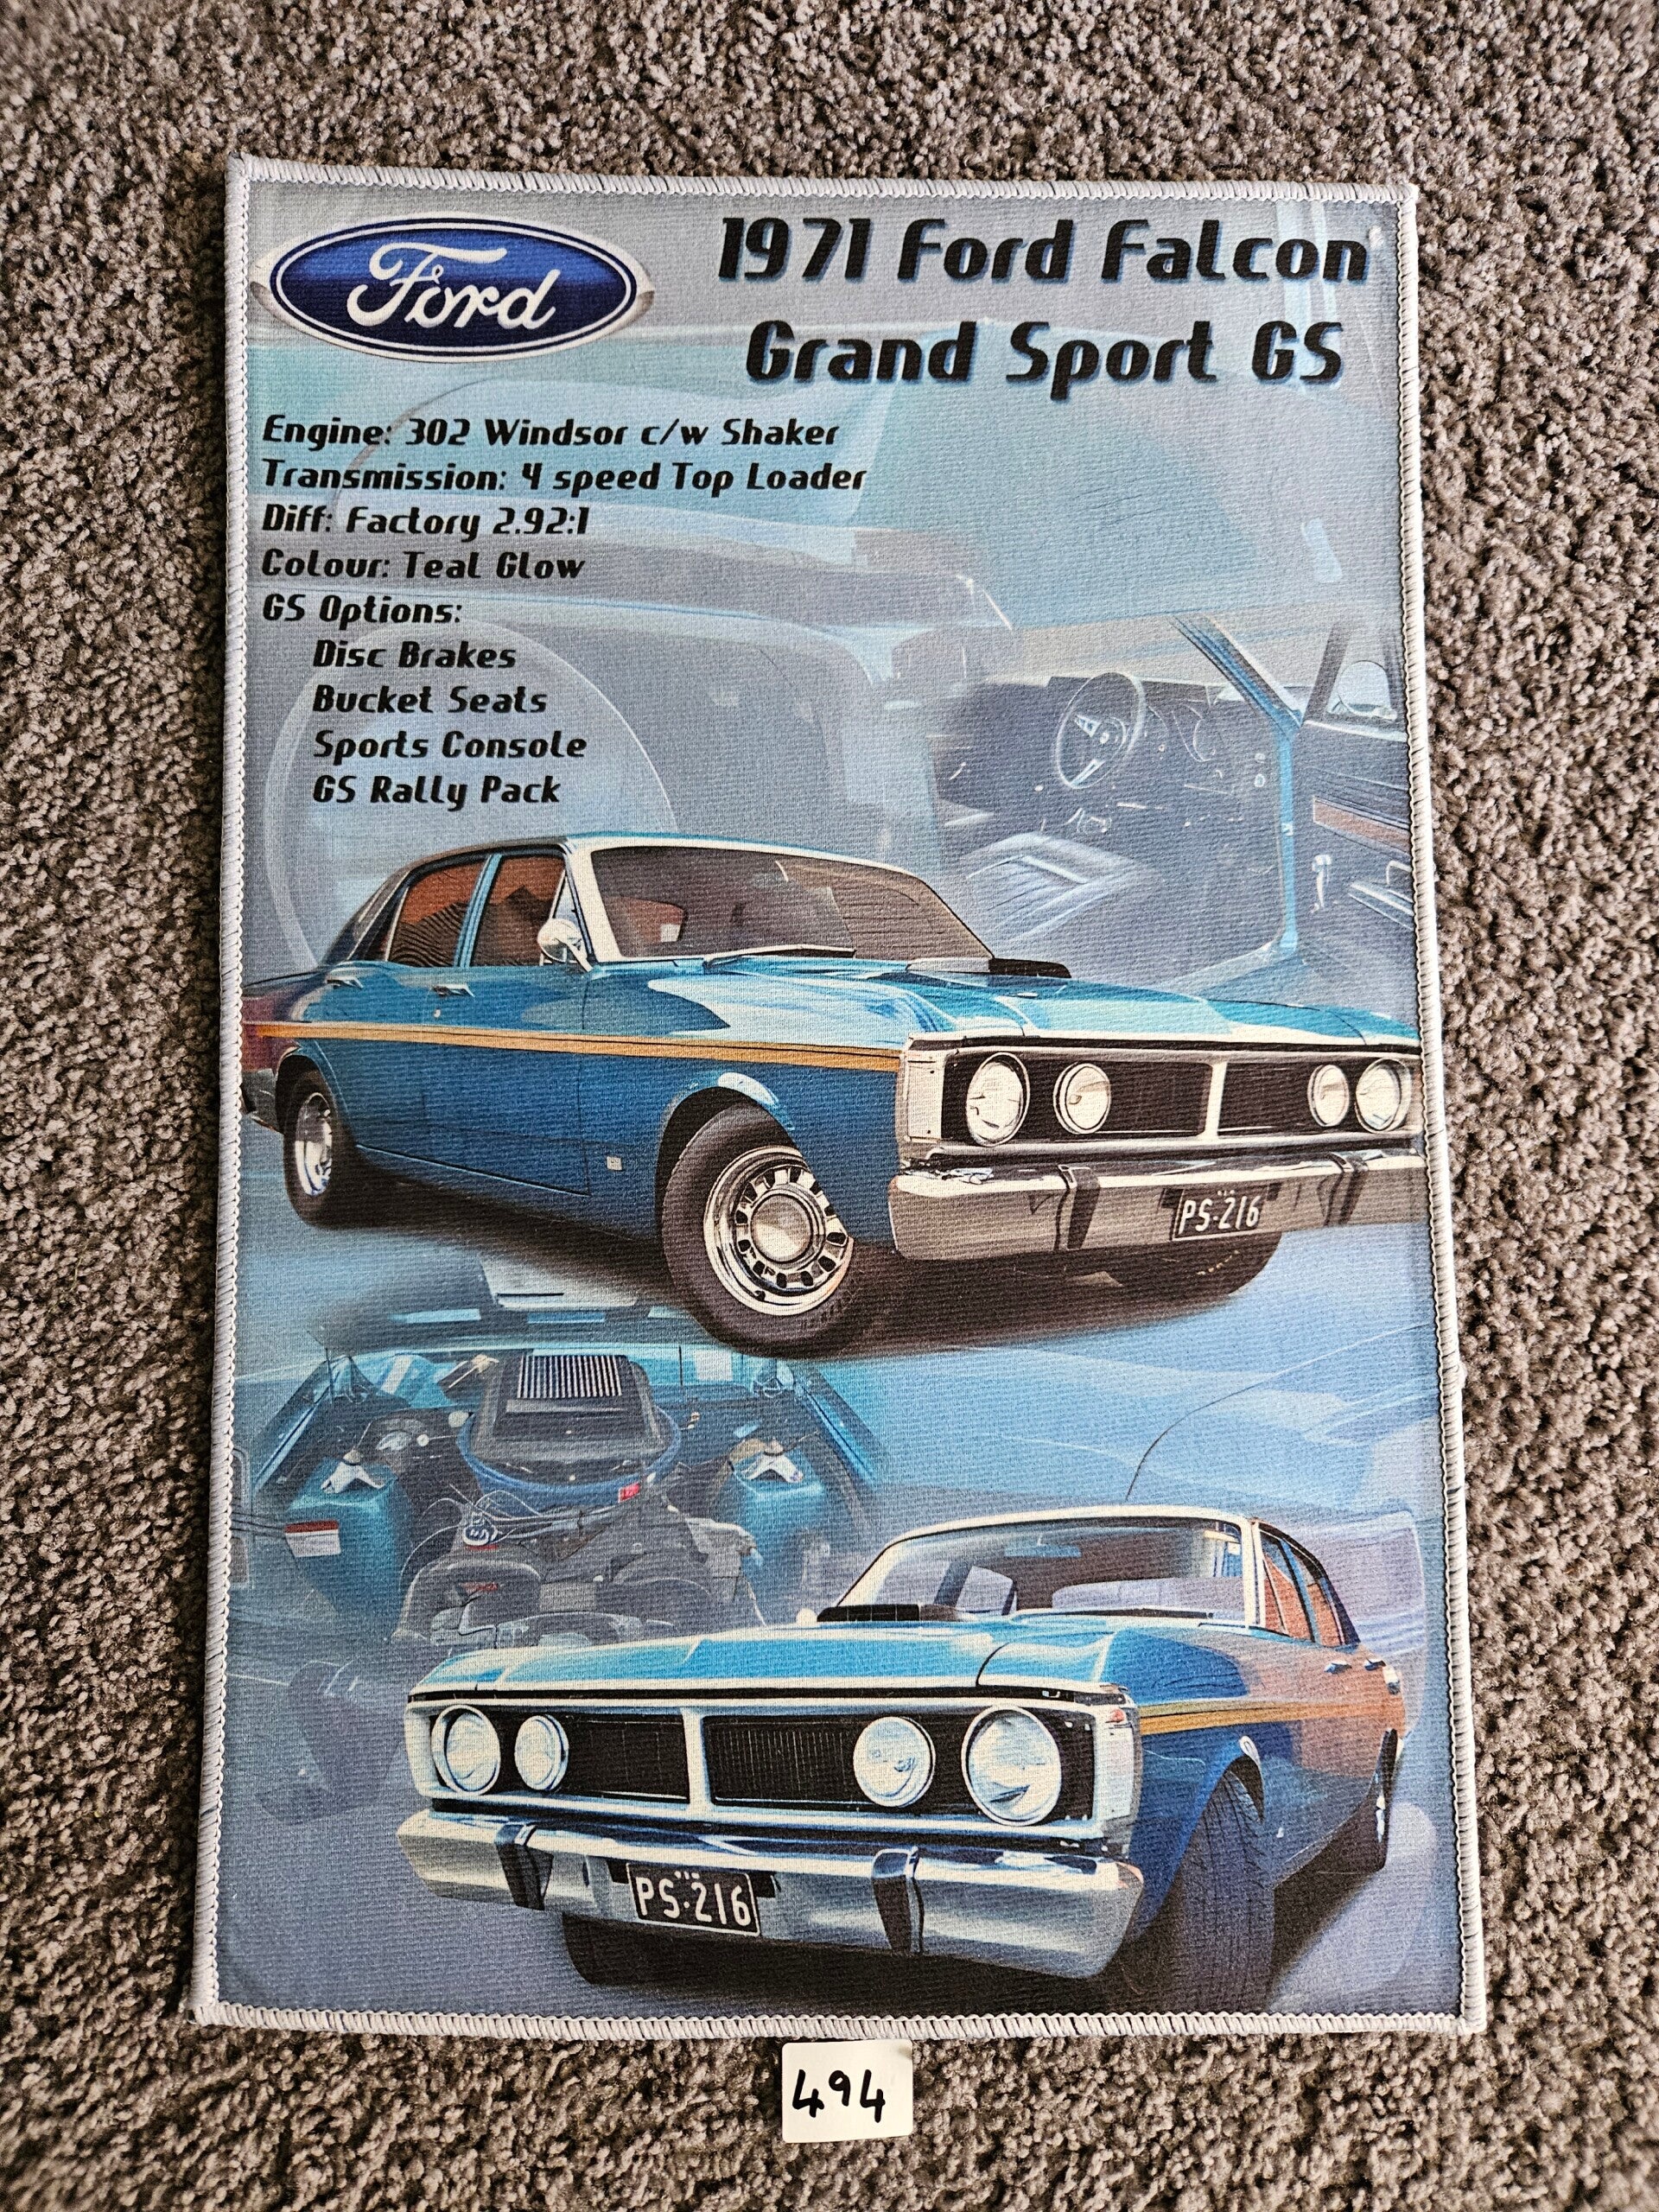 Ford
1971 Ford Falcon
Grand Sport GS
Engine: 302 Windsor c/w Shaker
Transmission: 4 speed Top Loader
Diff: Factory 2.92:1
Colour: Teal Glow
GS Options:
Disc Brakes
Bucket Seats
Sports Console
GS Rally Pack
PS·216
PS·216
494